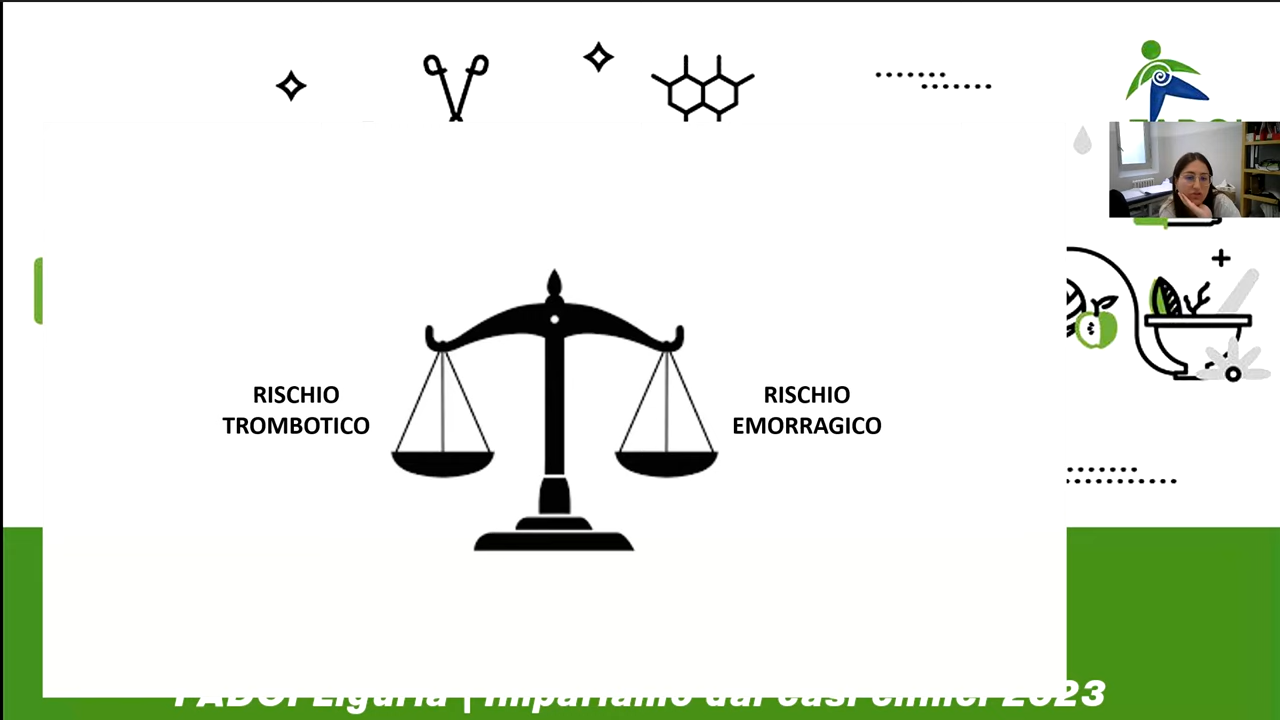 RISCHIO
TROMBOTICO
RISCHIO
EMORRAGICO
FADOI Liguria | Impariamo dai casi clinici 2023